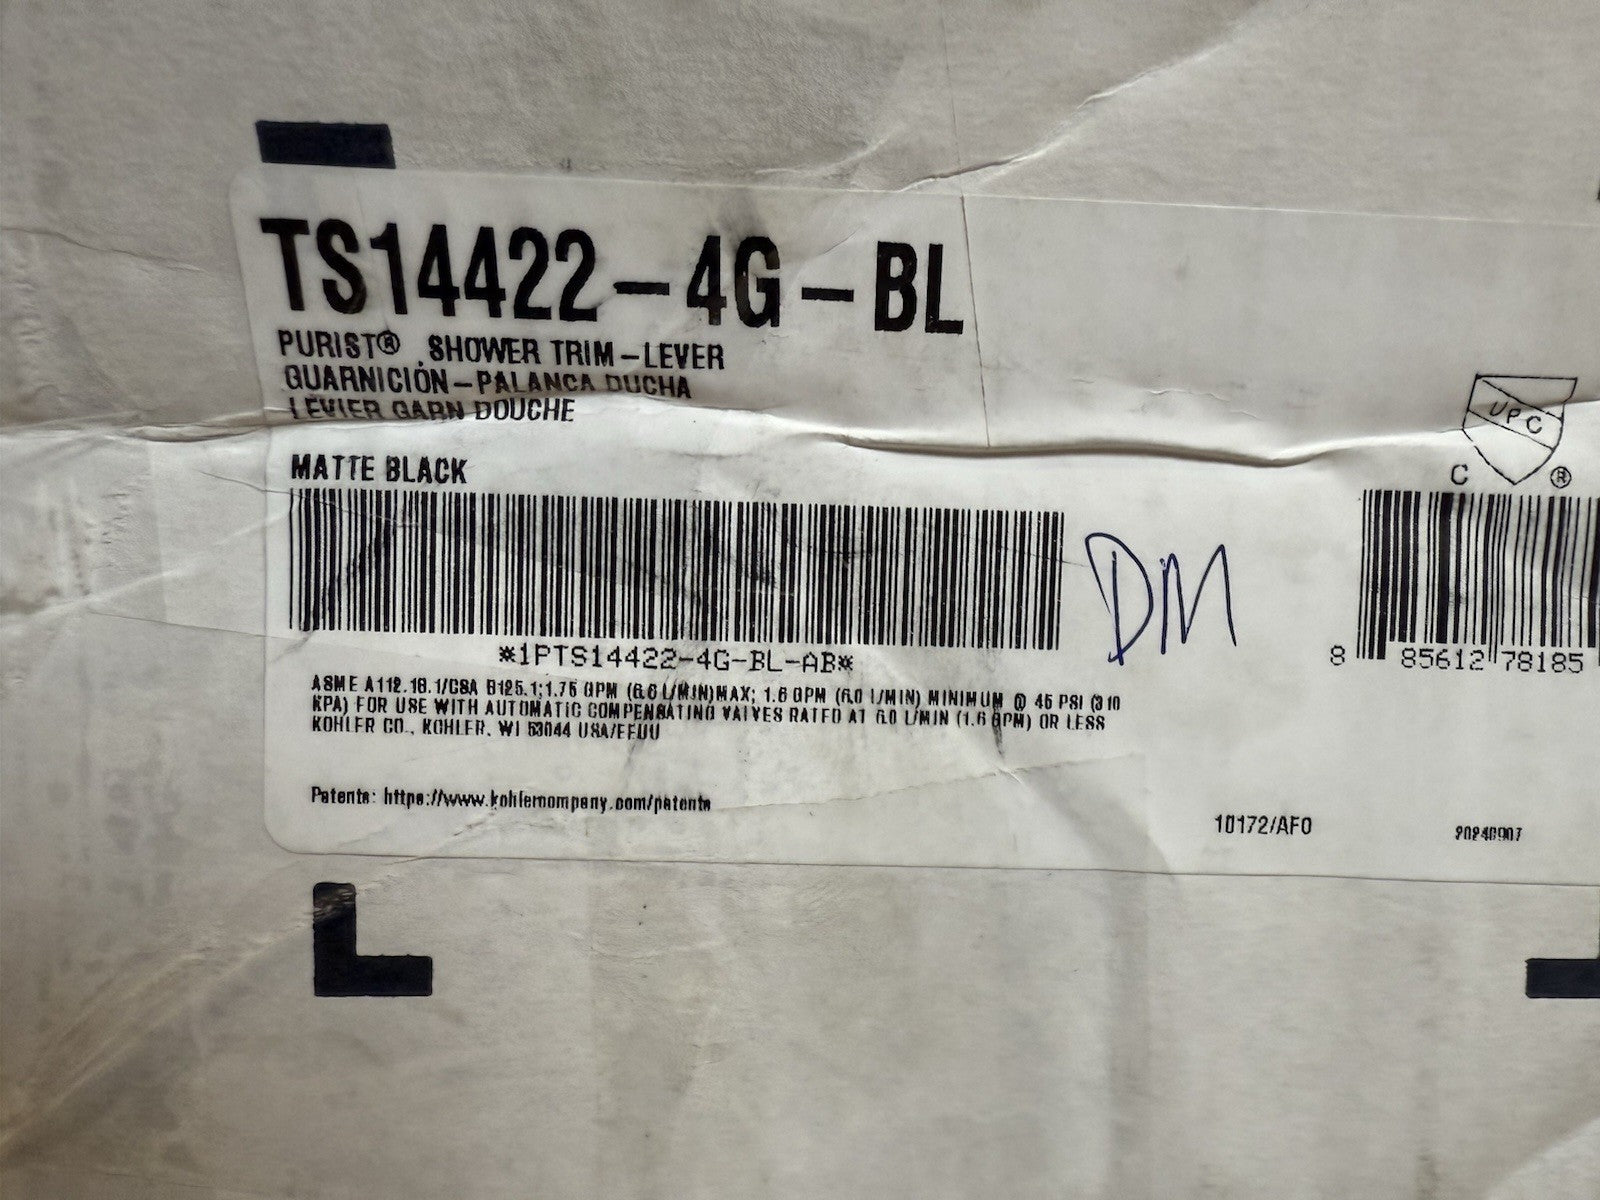 TS14422-4G-BL
PURIST® SHOWER TRIM-LEVER
GUARNICIÓN-PALANCA DUCHA
LEVIER GARN DOUCHE
MATTE BLACK
UPC
C ®
DM
*1PTS14422-4G-BL-AB*
8 85612 78185
ASME A112.18.1/CSA B125.1;1.75 GPM (6.6 L/MIN)MAX; 1.6 GPM (6.0 L/MIN) MINIMUM @ 45 PSI (310
KPA) FOR USE WITH AUTOMATIC COMPENSATING VALVES RATED AT 6.0 L/MIN (1.6 GPM) OR LESS
KOHLER CO., KOHLER, WI 53044 USA/EEUU
Patents: https://www.kohlercompany.com/patents
10172/AF0
20240907